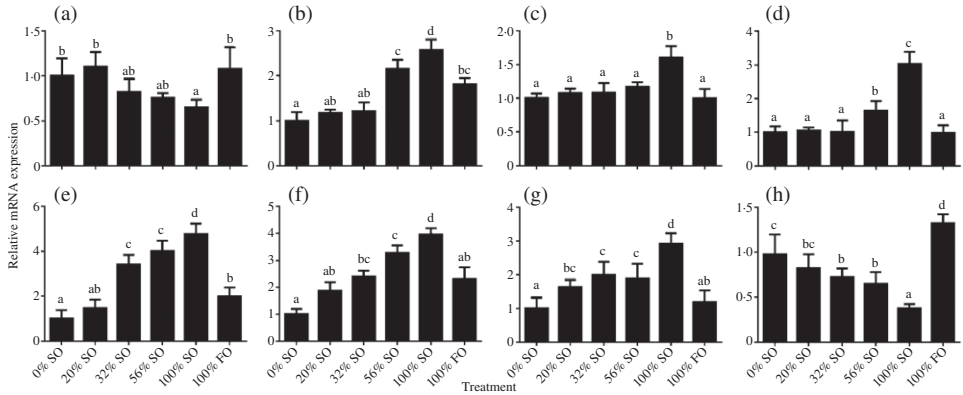 (a) (b) (c) (d)
1·5 3 2·0 4
b b ab ab a b
a ab ab c d bc
a a a a b a
a a a b c a
1·0 2 1·5 3
1·0 2
0·5 1 0·5 1
0 0 0 0
Relative mRNA expression
(e) (f) (g) (h)
6 5 4 1·5
a ab c c d b
a ab bc c d ab
a bc c c d ab
c bc b b a d
4 4 3 1·0
3 2
2 2 1 0·5
1
0 0 0 0
0% SO 20% SO 32% SO 56% SO 100% SO 100% FO
0% SO 20% SO 32% SO 56% SO 100% SO 100% FO
0% SO 20% SO 32% SO 56% SO 100% SO 100% FO
0% SO 20% SO 32% SO 56% SO 100% SO 100% FO
Treatment